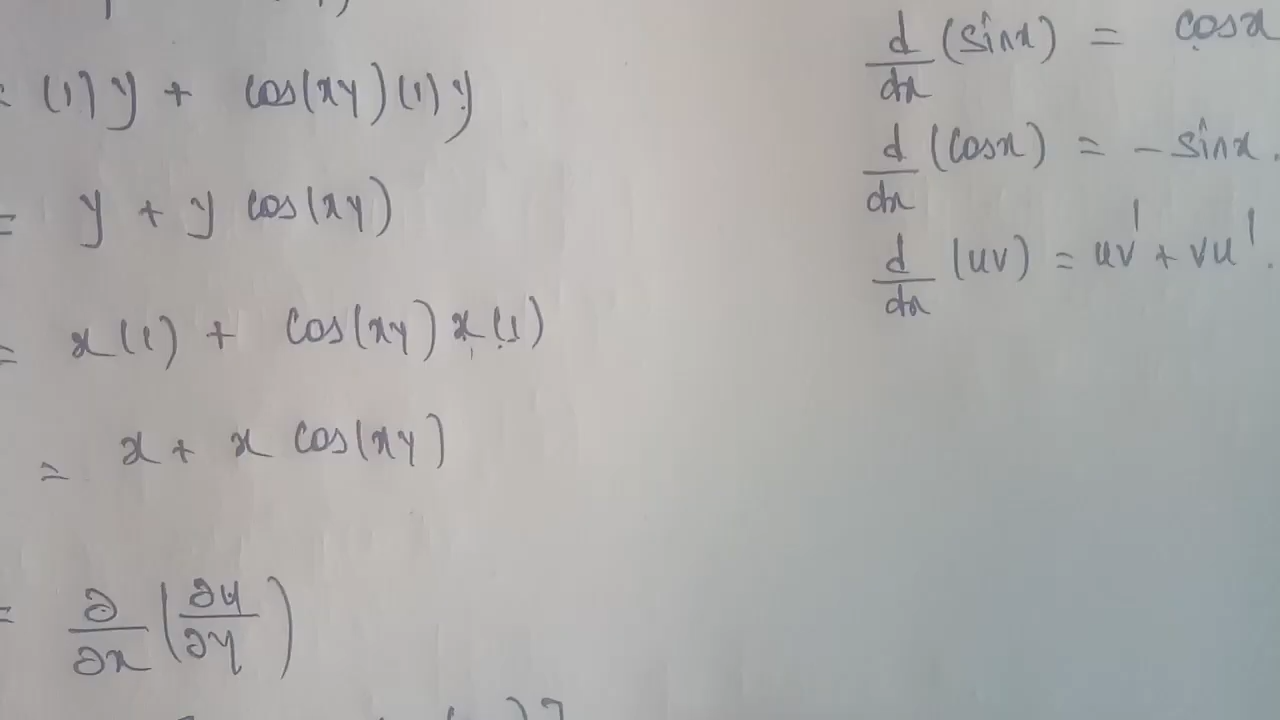 = (1) y + cos(xy)(1) y
= y + y cos(xy)
= x(1) + cos(xy) x(1)
= x + x cos(xy)
= ∂/∂x (∂u/∂y)
d/dx (sinx) = cosx
d/dx (cosx) = - sinx.
d/dx (uv) = uv' + vu'.